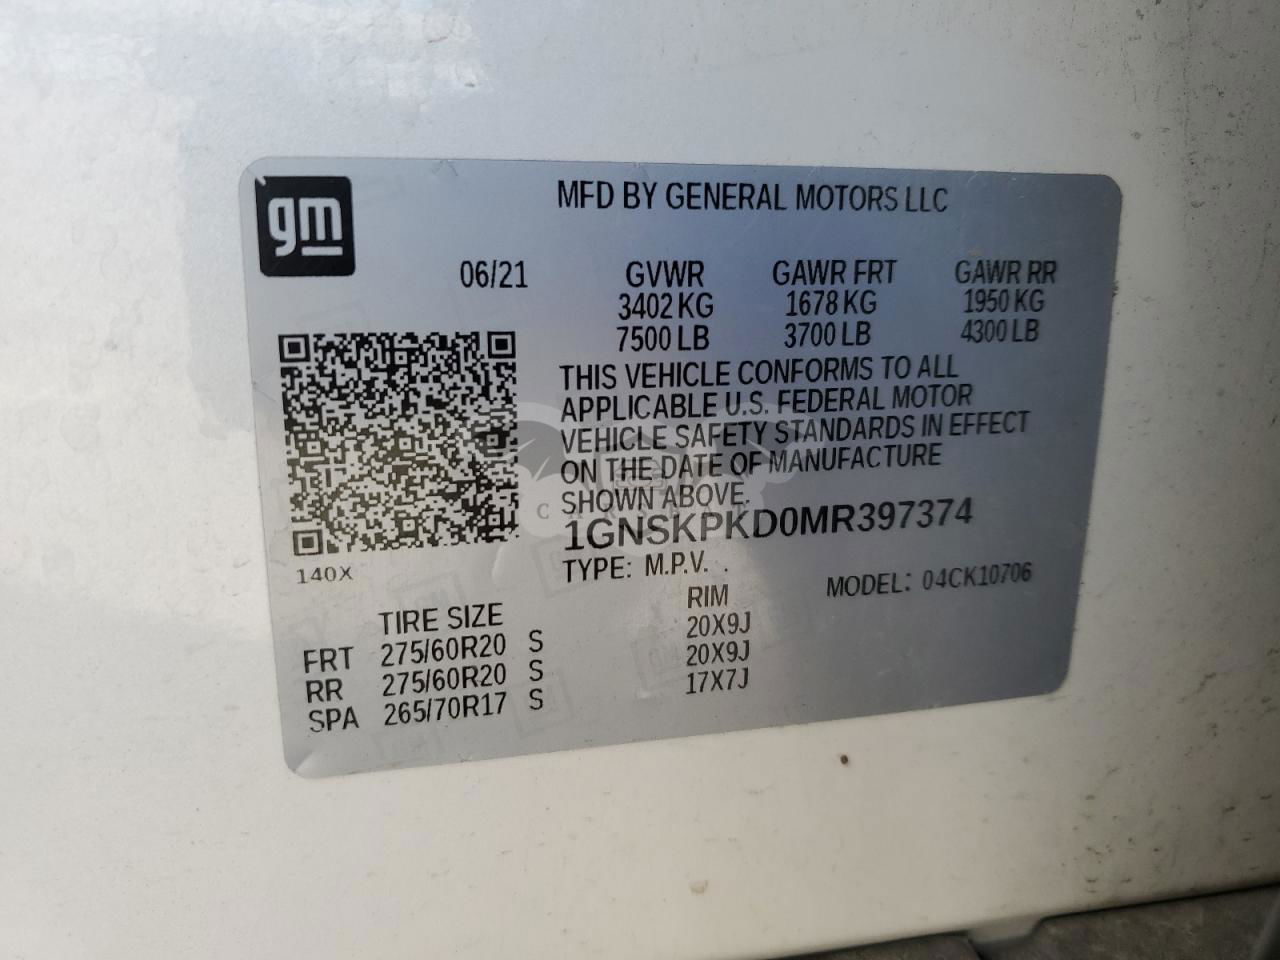 gm
MFD BY GENERAL MOTORS LLC
06/21 GVWR GAWR FRT GAWR RR
3402 KG 1678 KG 1950 KG
7500 LB 3700 LB 4300 LB
THIS VEHICLE CONFORMS TO ALL
APPLICABLE U.S. FEDERAL MOTOR
VEHICLE SAFETY STANDARDS IN EFFECT
ON THE DATE OF MANUFACTURE
SHOWN ABOVE.
1GNSKPKD0MR397374
140X
TYPE: M.P.V. MODEL: 04CK10706
TIRE SIZE RIM
FRT 275/60R20 S 20X9J
RR 275/60R20 S 20X9J
SPA 265/70R17 S 17X7J